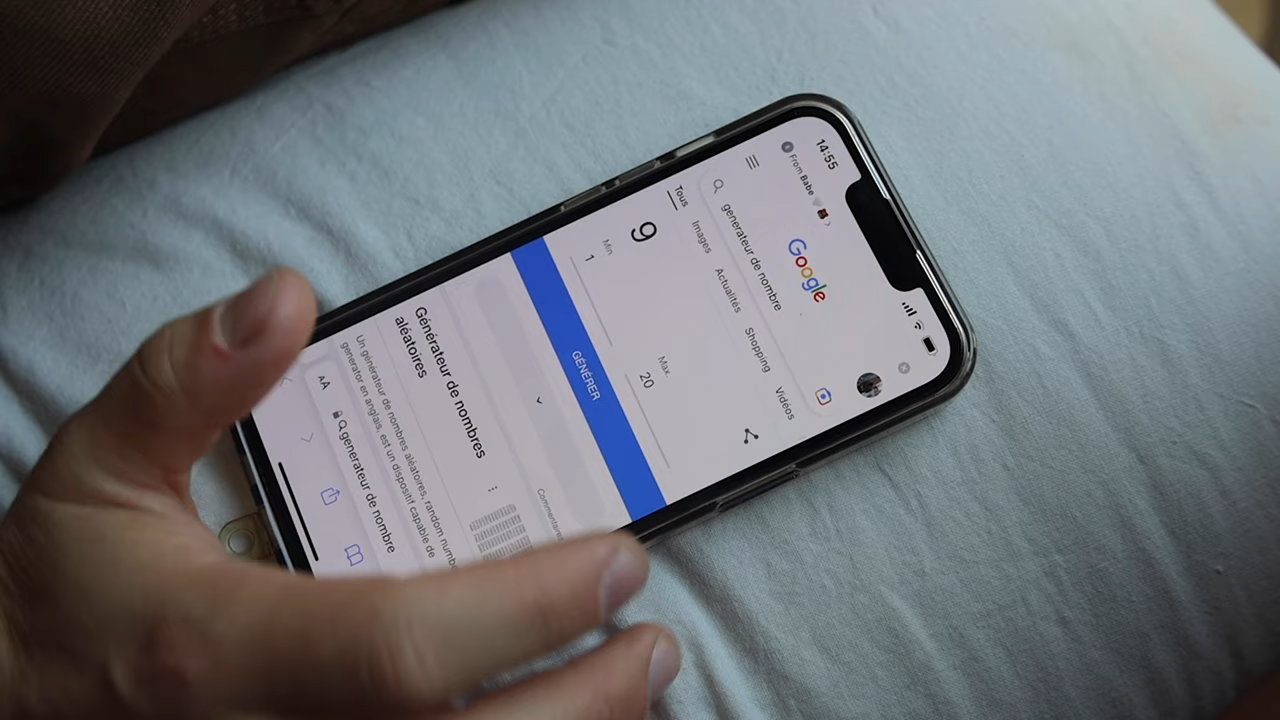 14:55
From Babe
Google
generateur de nombre
Tous Images Actualités Shopping Vidéos
9
Min Max.
1 20
GÉNÉRER
Commentaires
Générateur de nombres
aléatoires
Un générateur de nombres aléatoires, random number
generator en anglais, est un dispositif capable de
AA generateur de nombre